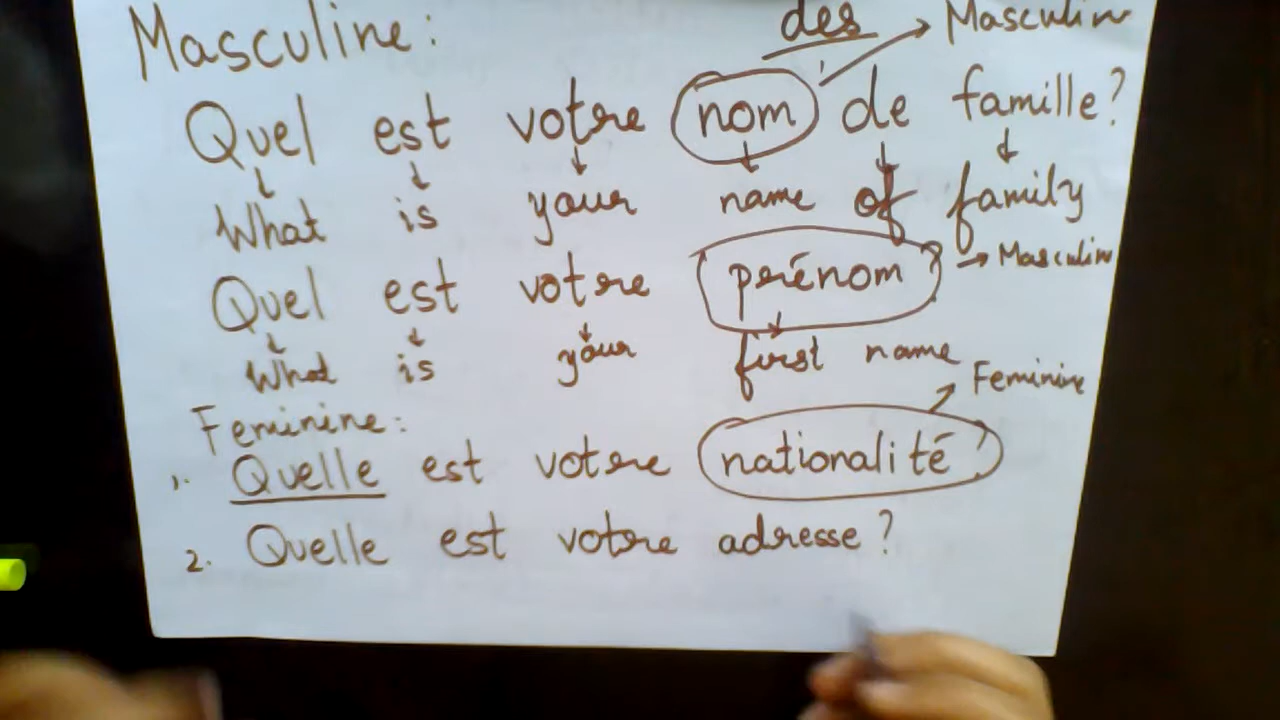 Masculine: des → Masculin
Quel est votre nom de famille?
What is your name of family
Quel est votre prénom → Masculin
What is your first name
Feminine
Feminine:
1. Quelle est votre nationalité
2. Quelle est votre adresse?